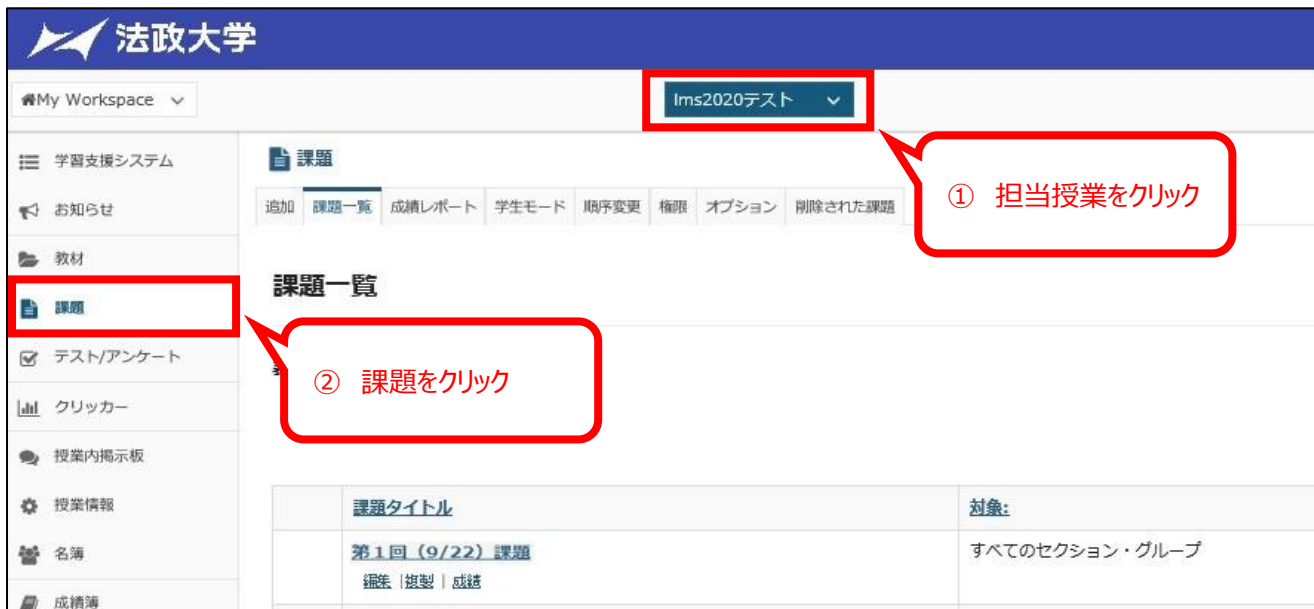 法政大学
My Workspace
lms2020テスト
学習支援システム
お知らせ
教材
課題
テスト/アンケート
クリッカー
授業内掲示板
授業情報
名簿
成績簿
課題
追加 課題一覧 成績レポート 学生モード 順序変更 権限 オプション 削除された課題
① 担当授業をクリック
課題一覧
② 課題をクリック
課題タイトル 対象:
第1回（9/22）課題 すべてのセクション・グループ
編集 | 複製 | 成績